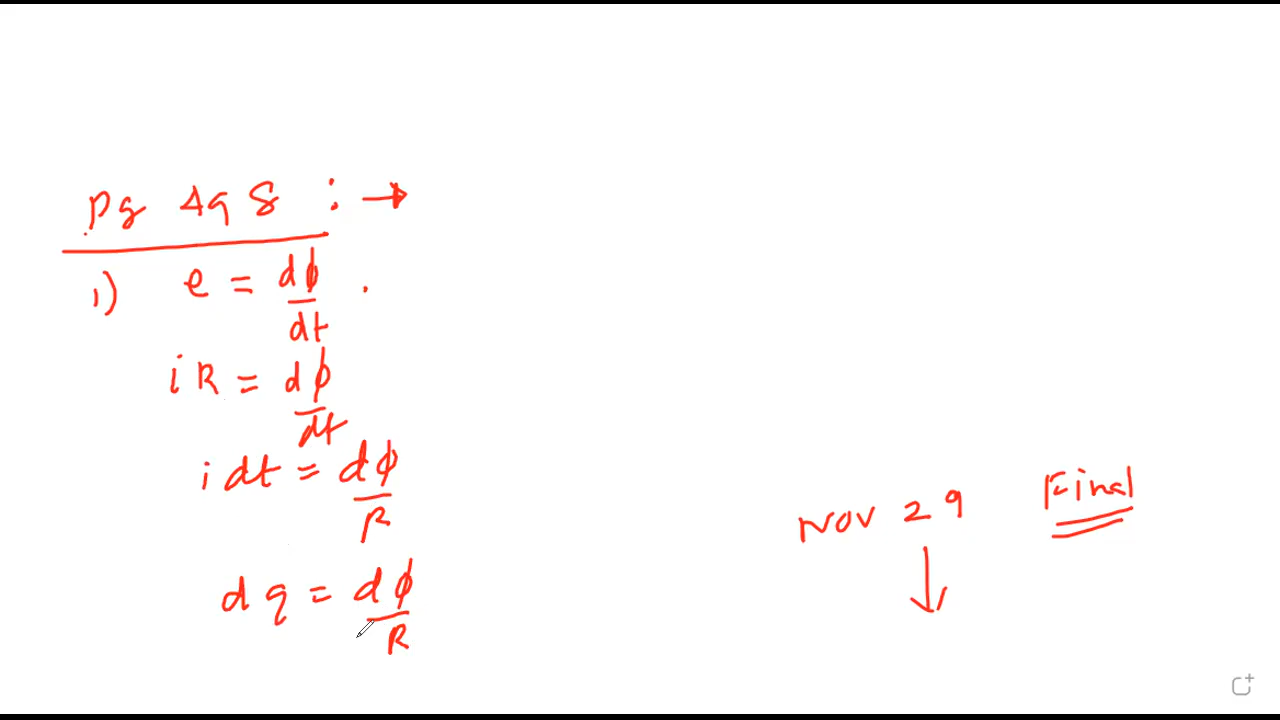 Pg 498 : →
1) e = dϕ/dt .
iR = dϕ/dt
i dt = dϕ/R
dq = dϕ/R
Nov 29 Final
↓